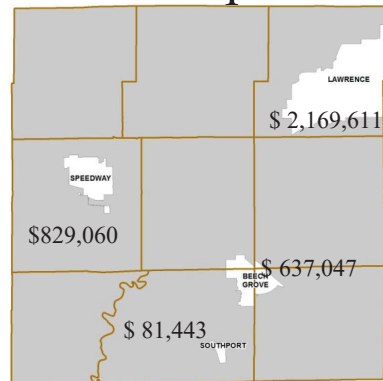 LAWRENCE
$ 2,169,611
SPEEDWAY
$829,060
BEECH
GROVE
$ 637,047
$ 81,443
SOUTHPORT